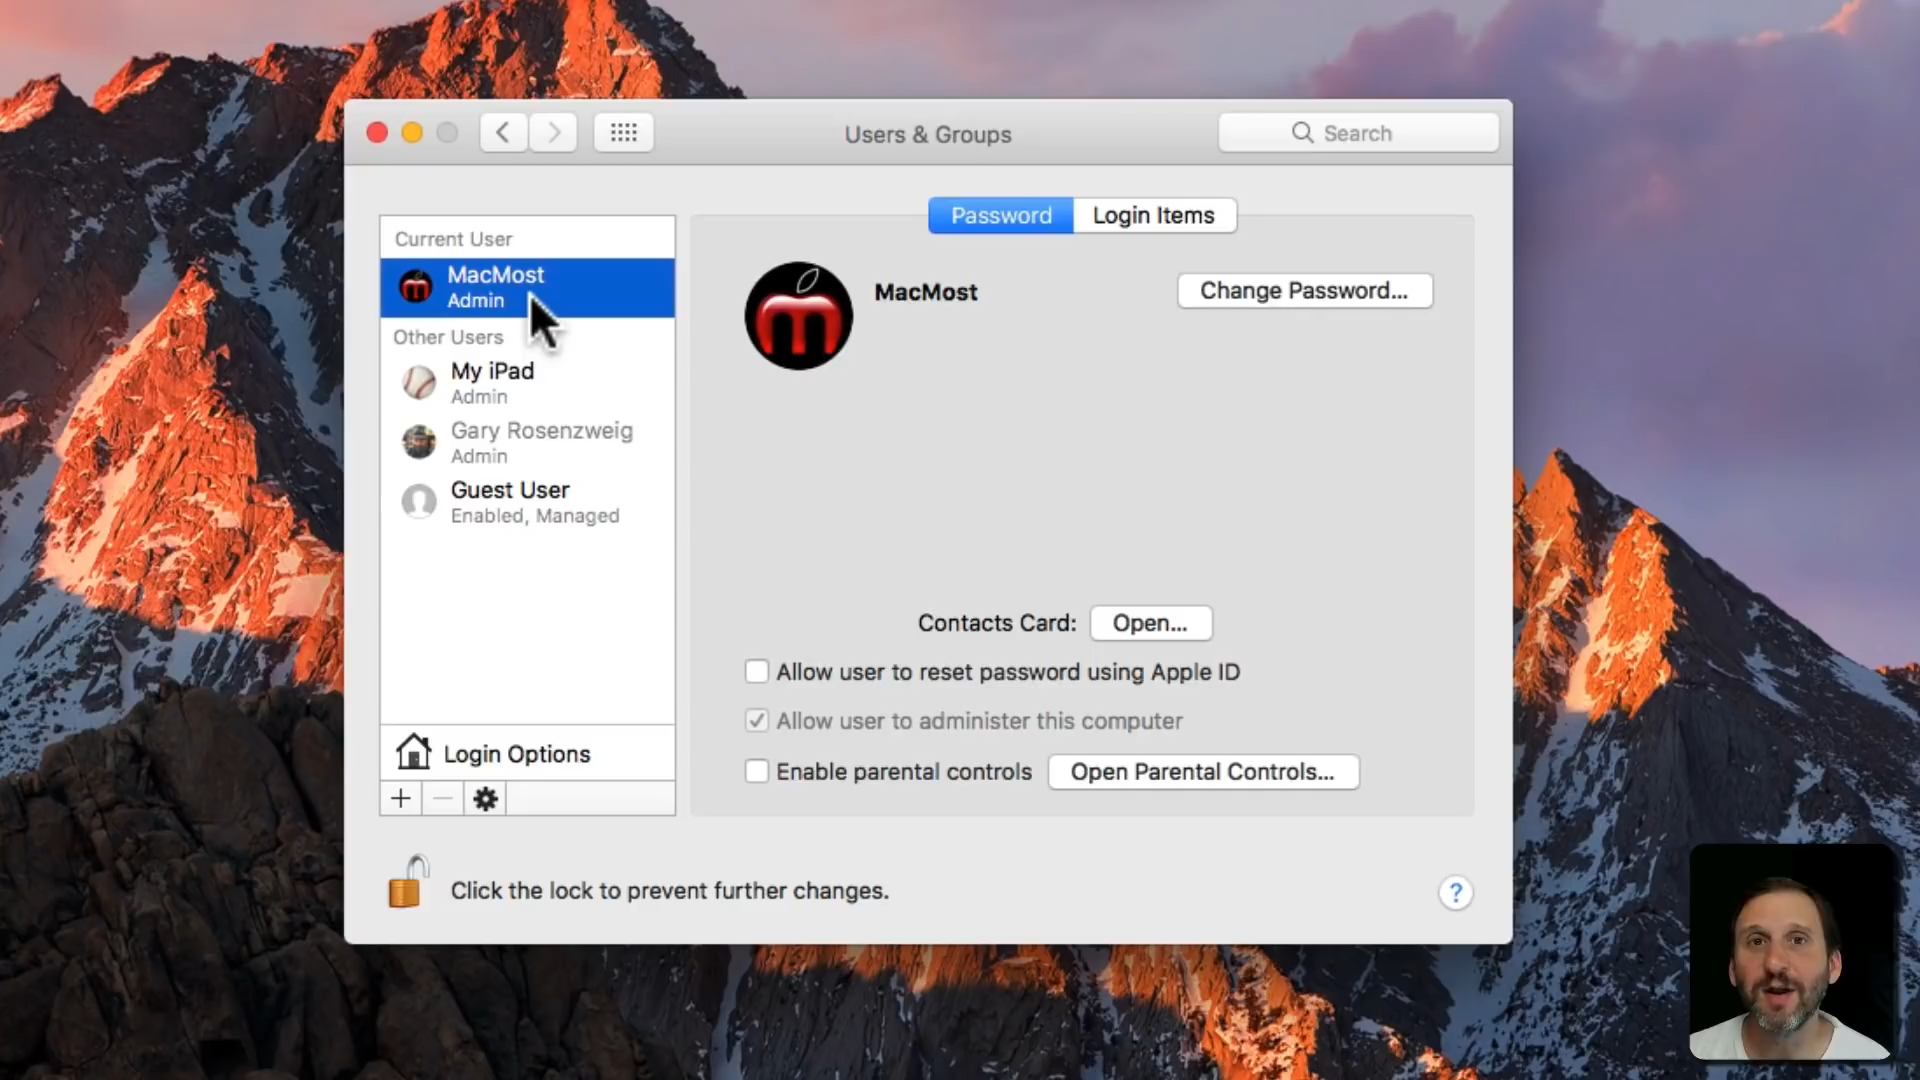 Users & Groups
Search
Password
Login Items
Current User
MacMost
Admin
Other Users
My iPad
Admin
Gary Rosenzweig
Admin
Guest User
Enabled, Managed
Login Options
MacMost
Change Password...
Contacts Card:
Open...
Allow user to reset password using Apple ID
Allow user to administer this computer
Enable parental controls
Open Parental Controls...
Click the lock to prevent further changes.
?